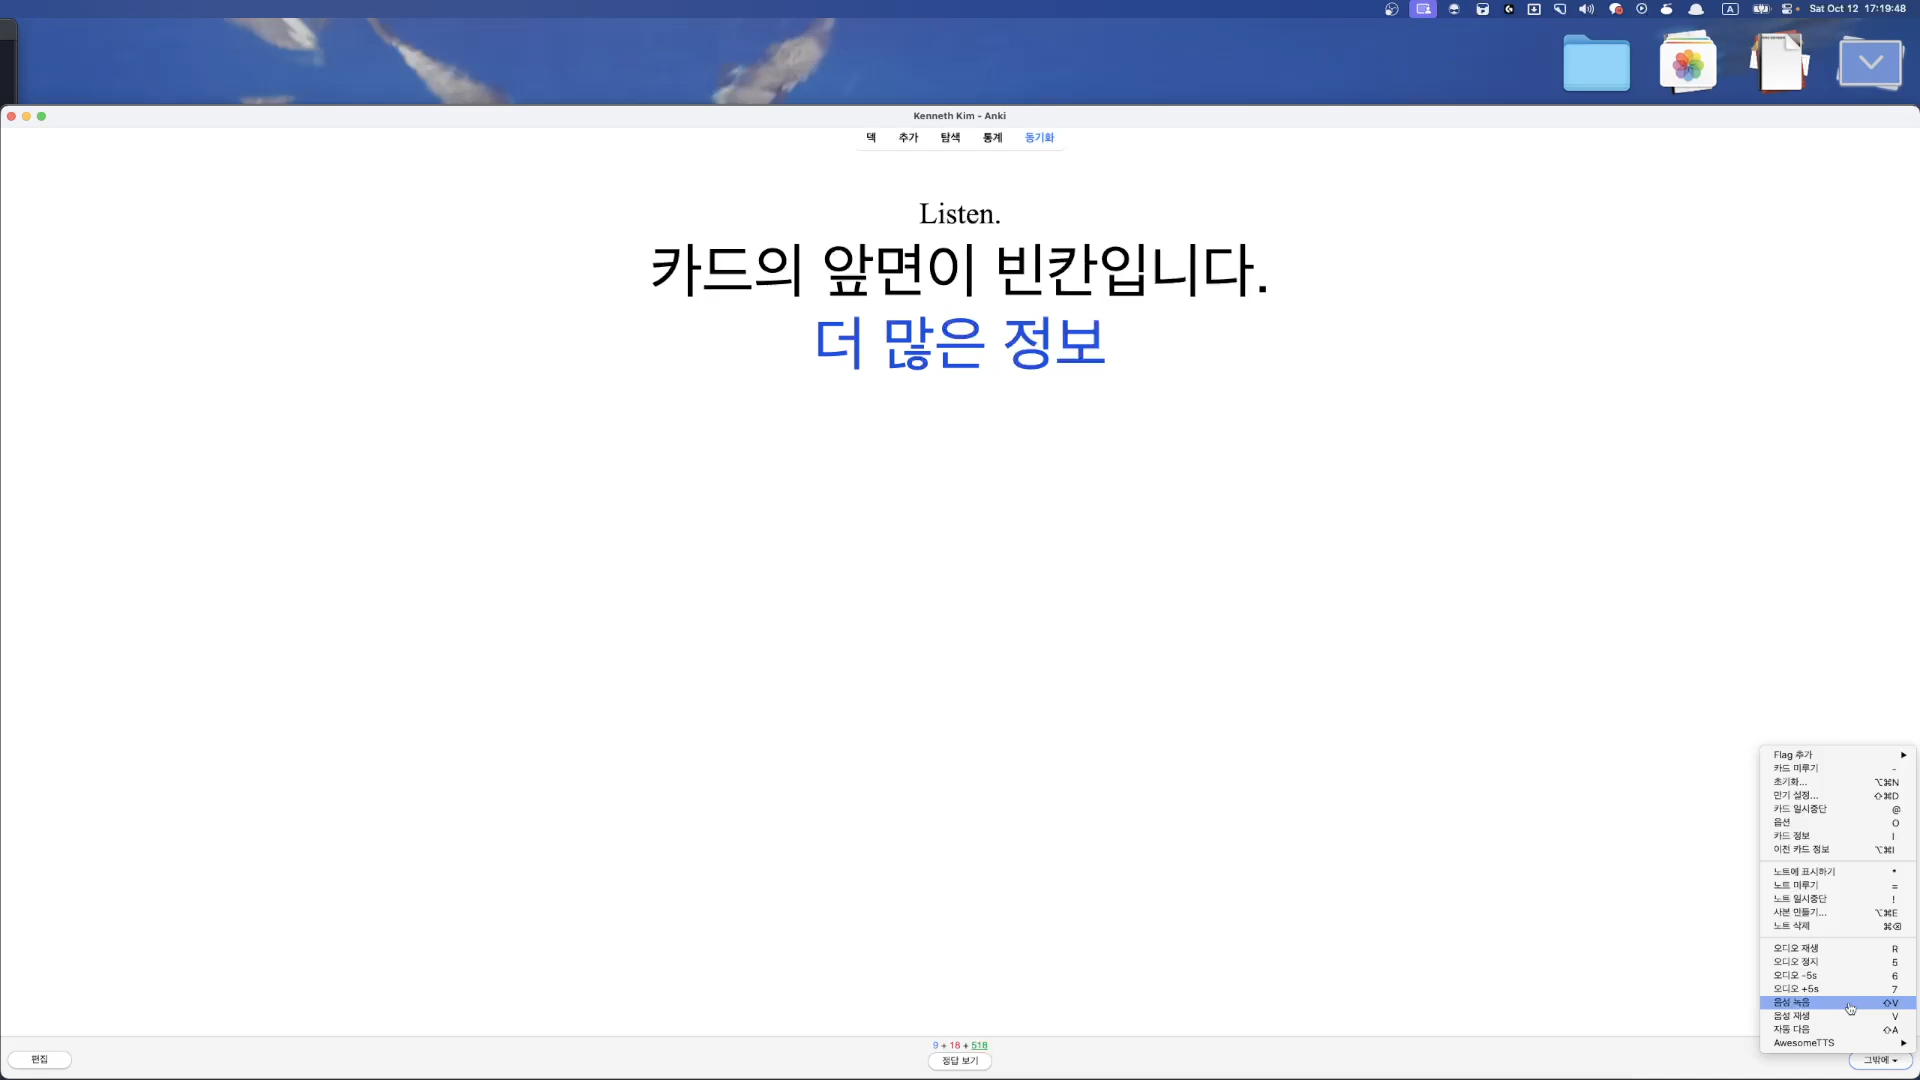 Sat Oct 12 17:19:48
Kenneth Kim - Anki
덱 추가 탐색 통계 동기화
Listen.
카드의 앞면이 빈칸입니다.
더 많은 정보
Flag 추가
카드 미루기 -
초기화... ⌥⌘N
만기 설정... ⇧⌘D
카드 일시중단 @
옵션 O
카드 정보 I
이전 카드 정보 ⌥⌘I
노트에 표시하기 *
노트 미루기 =
노트 일시중단 !
사본 만들기... ⌥⌘E
노트 삭제 ⌘⌫
오디오 재생 R
오디오 정지 5
오디오 -5s 6
오디오 +5s 7
음성 녹음 ⇧V
음성 재생 V
자동 다음 ⇧A
AwesomeTTS
9 + 18 + 518
편집 정답 보기 그밖에